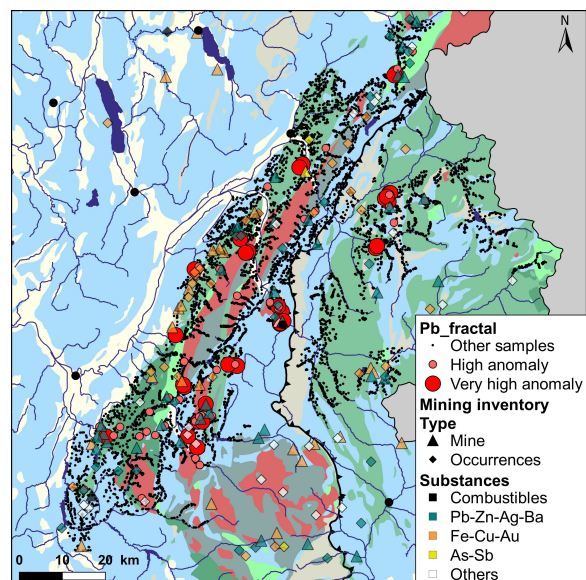 N
Pb_fractal
Other samples
High anomaly
Very high anomaly
Mining inventory
Type
Mine
Occurrences
Substances
Combustibles
Pb-Zn-Ag-Ba
Fe-Cu-Au
As-Sb
Others
0 10 20 km